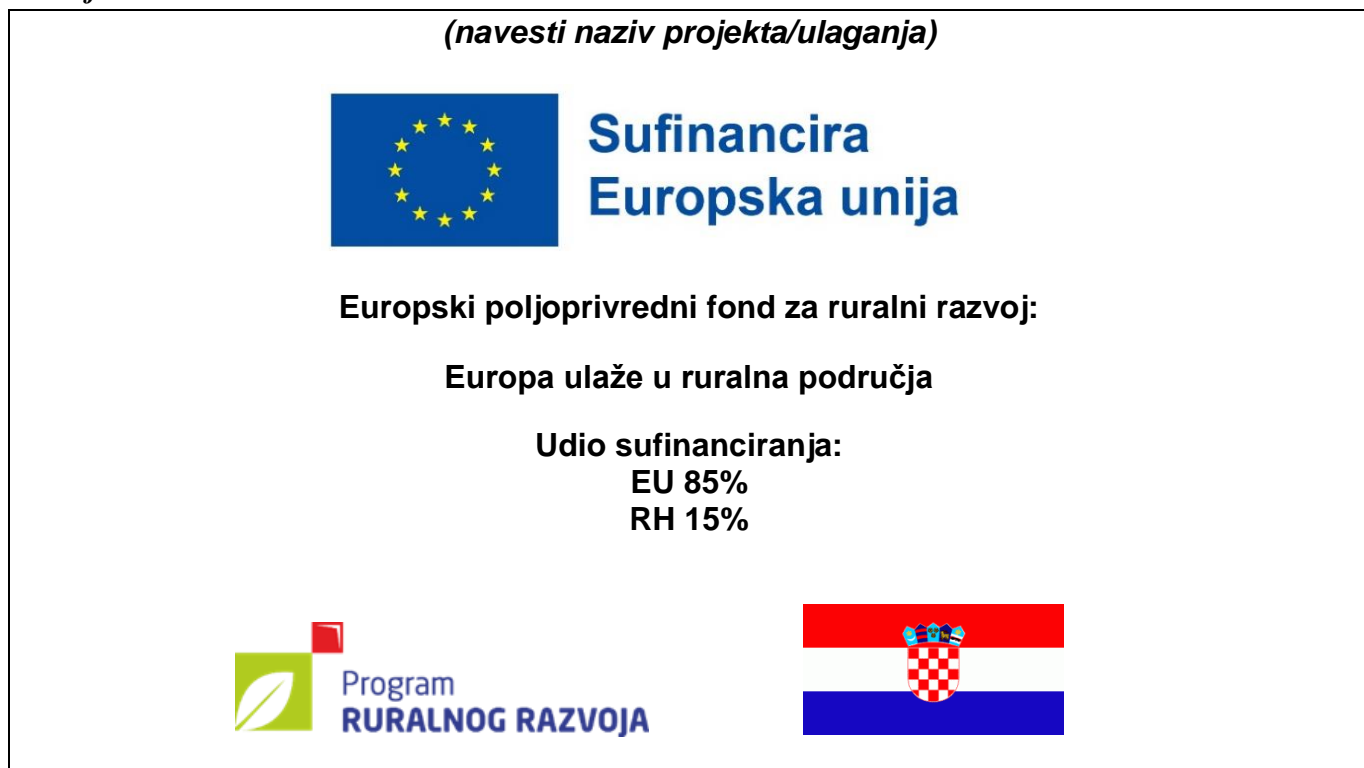 (navesti naziv projekta/ulaganja)
Sufinancira
Europska unija
Europski poljoprivredni fond za ruralni razvoj:
Europa ulaže u ruralna područja
Udio sufinanciranja:
EU 85%
RH 15%
Program
RURALNOG RAZVOJA